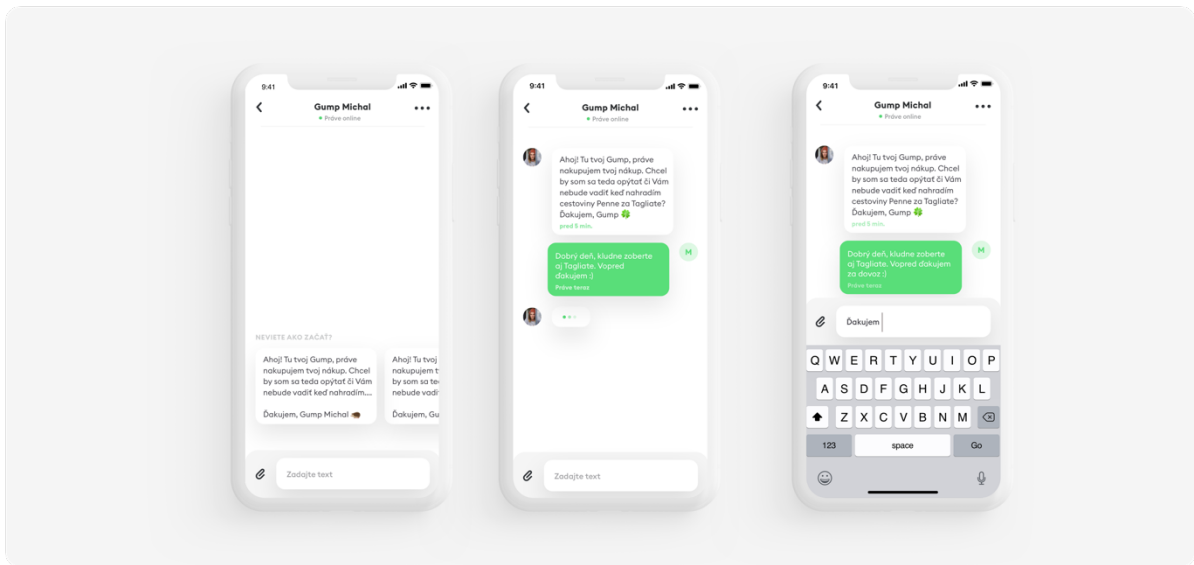 9:41
Gump Michal
Práve online
NEVIETE AKO ZAČAŤ?
Ahoj! Tu tvoj Gump, práve
nakupujem tvoj nákup. Chcel
by som sa teda opýtať či Vám
nebude vadiť keď nahradím....
Ďakujem, Gump Michal
Ahoj! Tu tvoj
nakupujem
by som sa te
nebude vadiť
Ďakujem, Gu
Zadajte text
9:41
Gump Michal
Práve online
Ahoj! Tu tvoj Gump, práve
nakupujem tvoj nákup. Chcel
by som sa teda opýtať či Vám
nebude vadiť keď nahradím
cestoviny Penne za Tagliate?
Ďakujem, Gump 🍀
pred 5 min.
Dobrý deň, kludne zoberte
aj Tagliate. Vopred
ďakujem :)
Práve teraz
M
Zadajte text
9:41
Gump Michal
Práve online
Ahoj! Tu tvoj Gump, práve
nakupujem tvoj nákup. Chcel
by som sa teda opýtať či Vám
nebude vadiť keď nahradím
cestoviny Penne za Tagliate?
Ďakujem, Gump 🍀
pred 5 min.
Dobrý deň, kludne zoberte
aj Tagliate. Vopred ďakujem
za dovoz :)
Práve teraz
M
Ďakujem
Q W E R T Y U I O P
A S D F G H J K L
Z X C V B N M
123 space Go